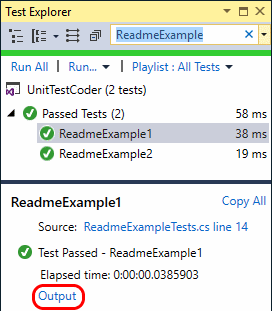 Test Explorer
ReadmeExample
Run All | Run... | Playlist : All Tests
UnitTestCoder (2 tests)
Passed Tests (2) 58 ms
ReadmeExample1 38 ms
ReadmeExample2 19 ms
ReadmeExample1 Copy All
Source: ReadmeExampleTests.cs line 14
Test Passed - ReadmeExample1
Elapsed time: 0:00:00.0385903
Output